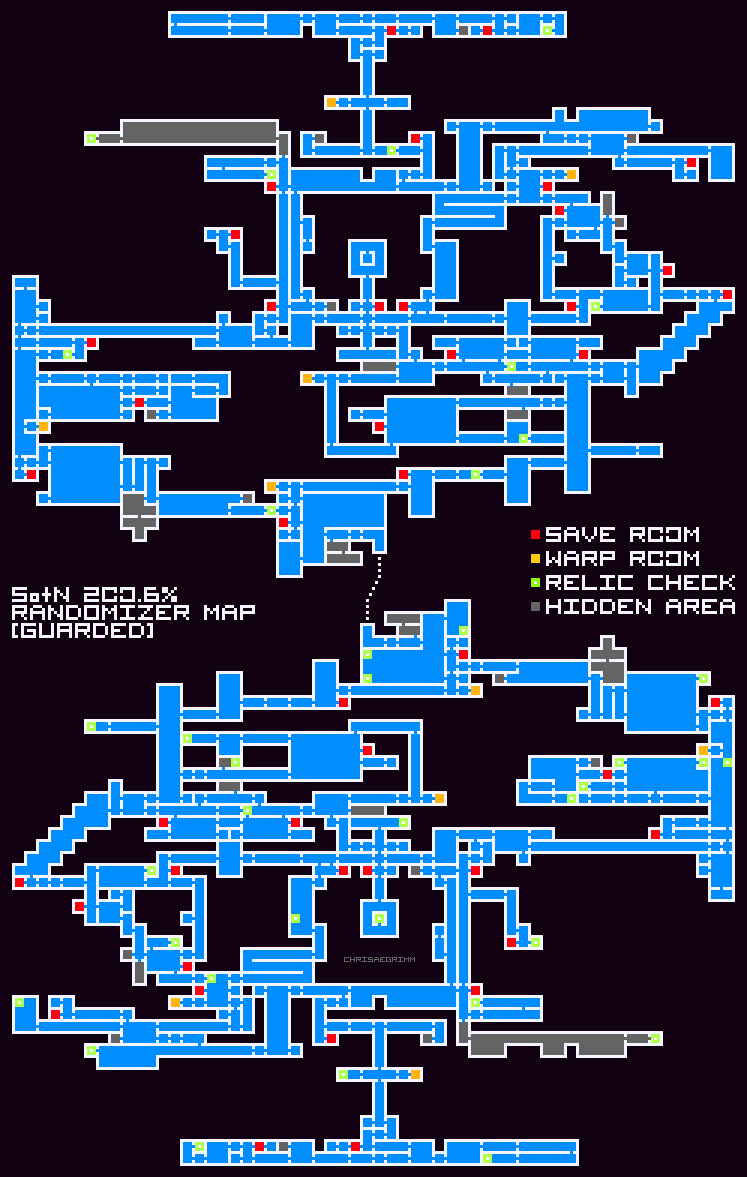 SAVE ROOM
WARP ROOM
RELIC CHECK
HIDDEN AREA
SotN 200.6%
RANDOMIZER MAP
[GUARDED]
CHRISAEGRIMM